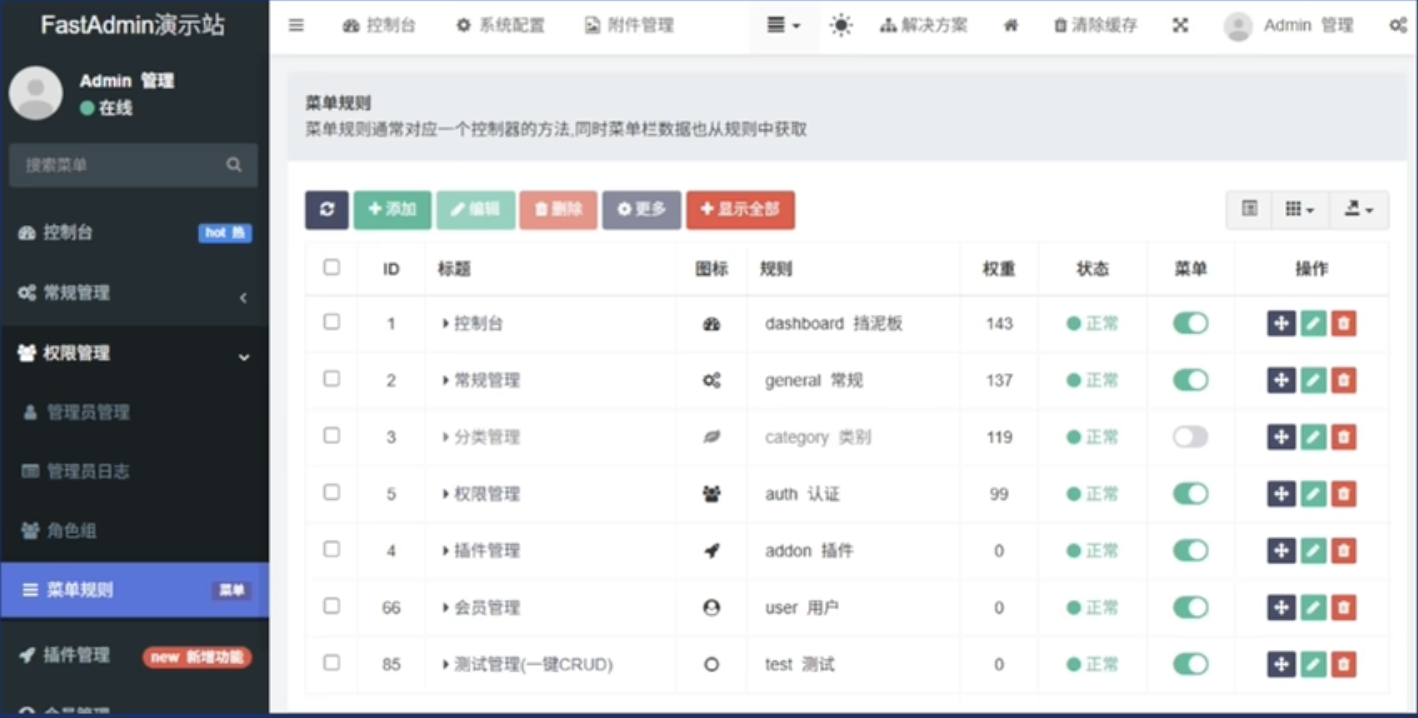 FastAdmin演示站
控制台 系统配置 附件管理 解决方案 清除缓存 Admin 管理
Admin 管理
在线
搜索菜单
控制台 hot 热
常规管理
权限管理
管理员管理
管理员日志
角色组
菜单规则 菜单
插件管理 new 新增功能
会员管理
菜单规则
菜单规则通常对应一个控制器的方法,同时菜单栏数据也从规则中获取
添加 编辑 删除 更多 显示全部
ID 标题 图标 规则 权重 状态 菜单 操作
1 控制台 dashboard 挡泥板 143 正常
2 常规管理 general 常规 137 正常
3 分类管理 category 类别 119 正常
5 权限管理 auth 认证 99 正常
4 插件管理 addon 插件 0 正常
66 会员管理 user 用户 0 正常
85 测试管理(一键CRUD) test 测试 0 正常